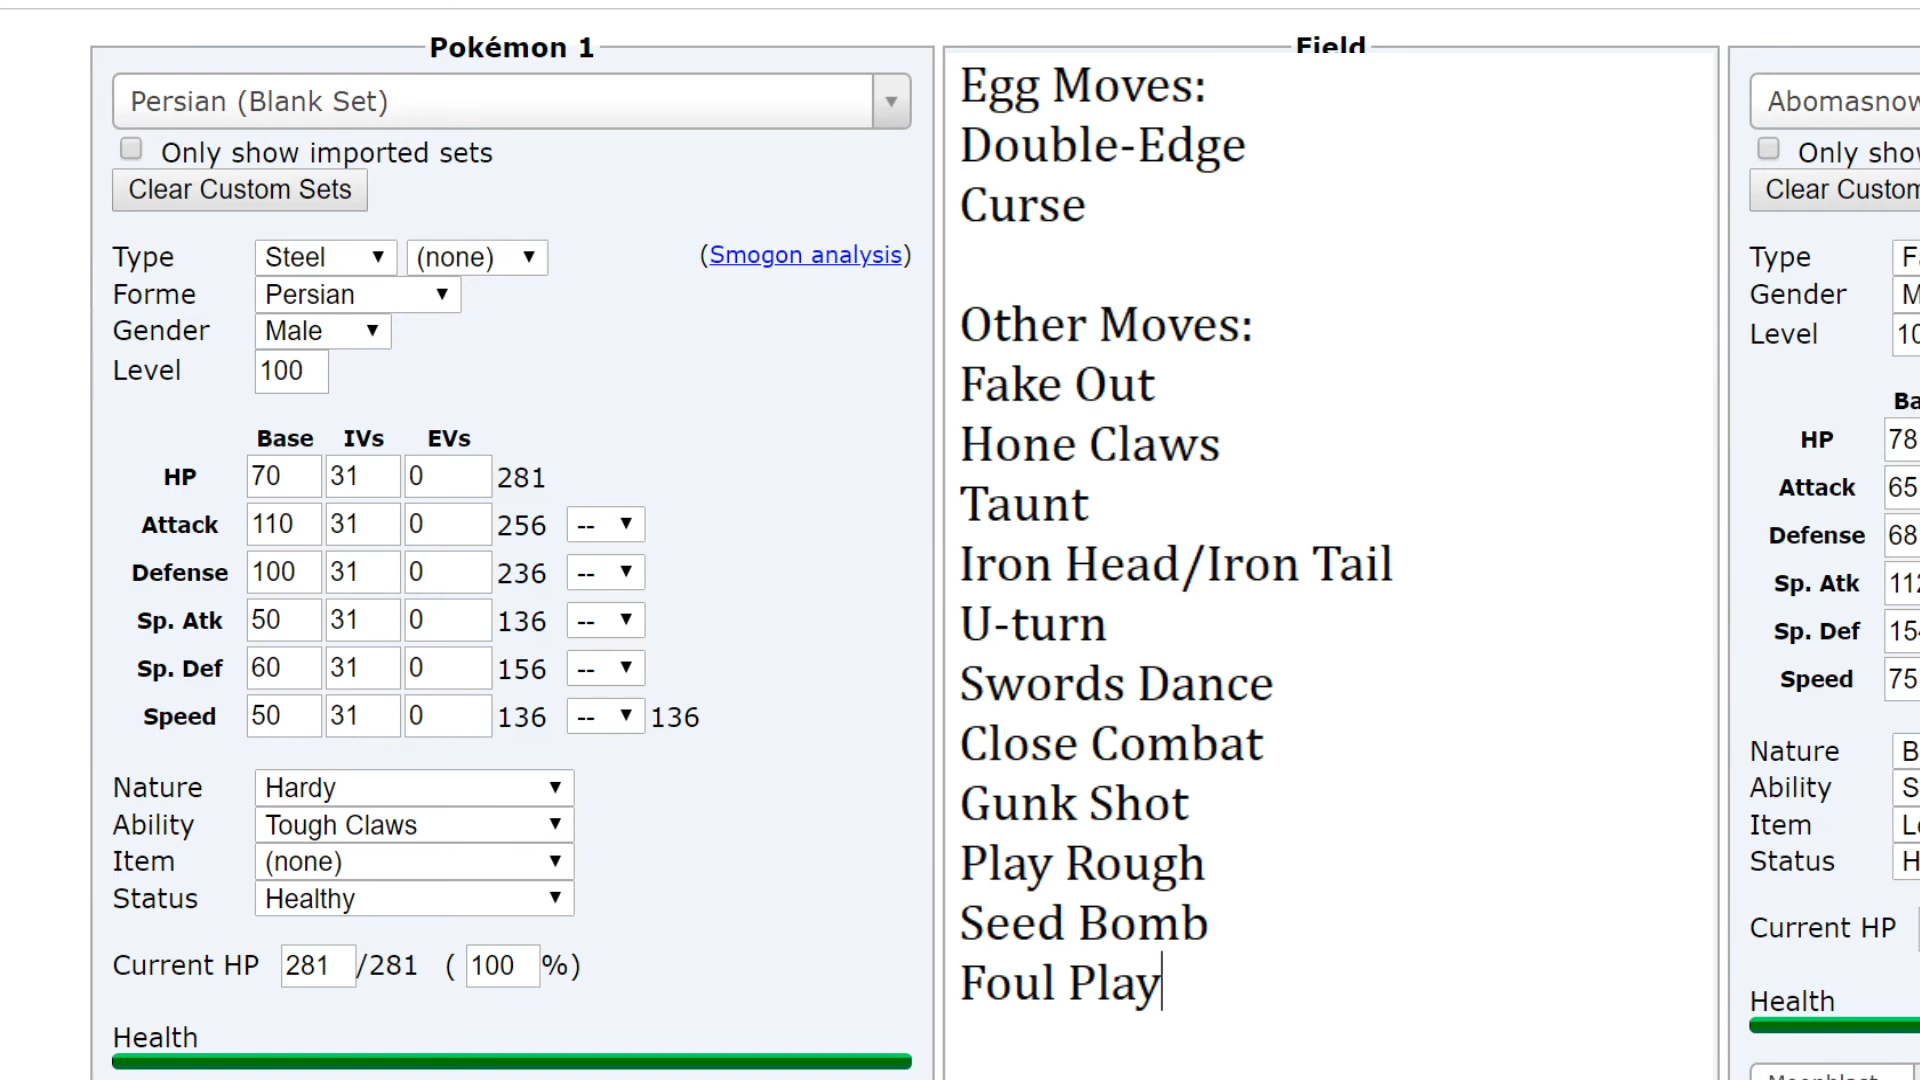 Pokémon 1
Persian (Blank Set)
Only show imported sets
Clear Custom Sets
Type Steel (none) (Smogon analysis)
Forme Persian
Gender Male
Level 100
Base IVs EVs
HP 70 31 0 281
Attack 110 31 0 256 --
Defense 100 31 0 236 --
Sp. Atk 50 31 0 136 --
Sp. Def 60 31 0 156 --
Speed 50 31 0 136 -- 136
Nature Hardy
Ability Tough Claws
Item (none)
Status Healthy
Current HP 281/281 (100%)
Health
Field
Egg Moves:
Double-Edge
Curse
Other Moves:
Fake Out
Hone Claws
Taunt
Iron Head/Iron Tail
U-turn
Swords Dance
Close Combat
Gunk Shot
Play Rough
Seed Bomb
Foul Play
Abomasnow
Only show
Clear Custom
Type
Gender M
Level 10
Ba
HP 78
Attack 65
Defense 68
Sp. Atk 112
Sp. Def 154
Speed 75
Nature B
Ability S
Item
Status H
Current HP
Health